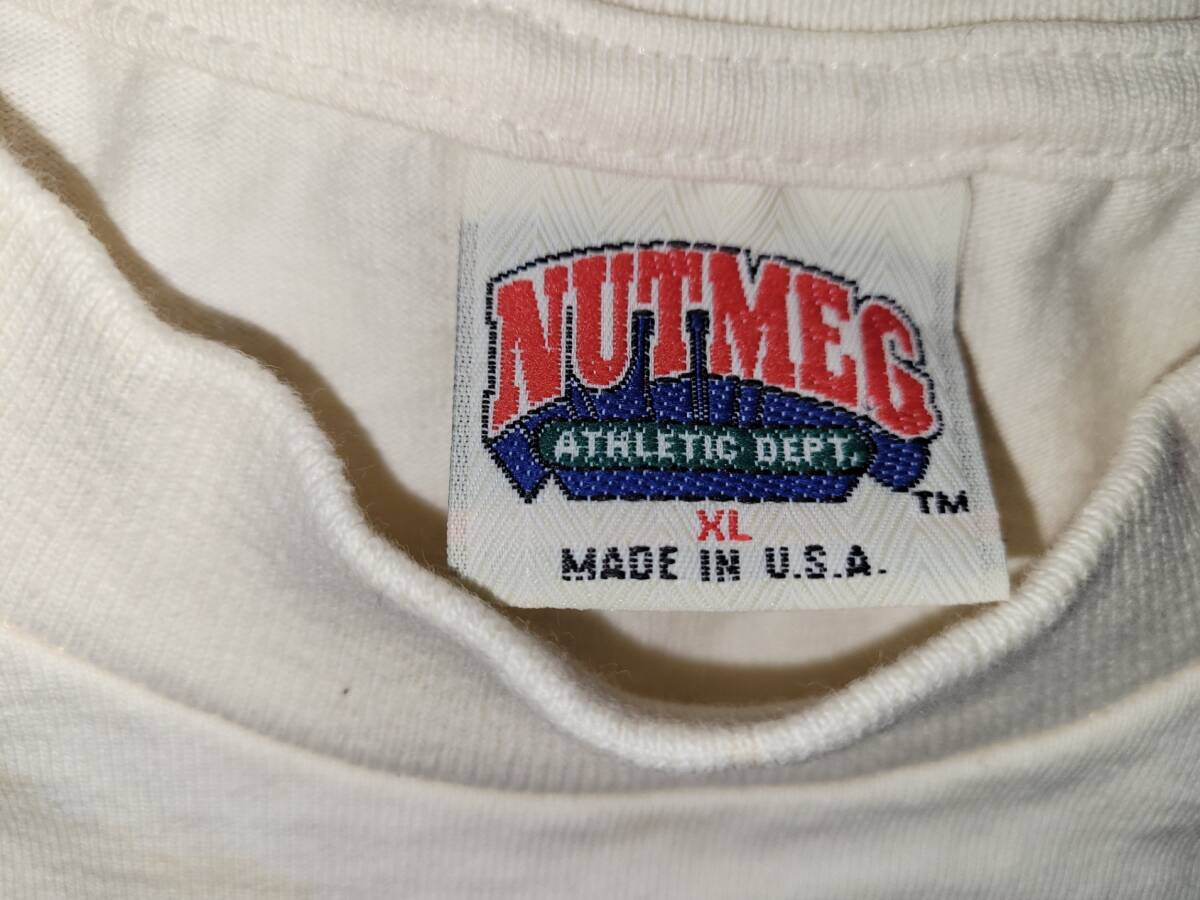 NUTMEG
ATHLETIC DEPT.
TM
XL
MADE IN U.S.A.